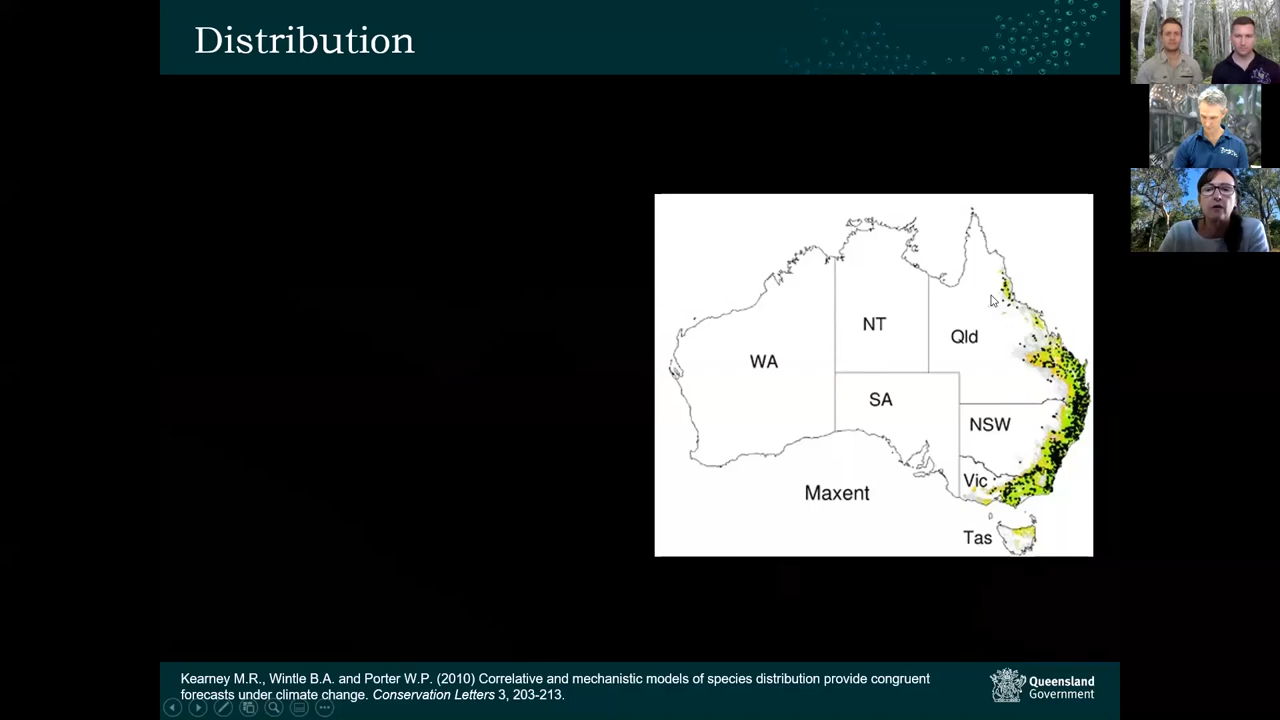 Distribution
NT
Qld
WA
SA
NSW
Vic
Maxent
Tas
Kearney M.R., Wintle B.A. and Porter W.P. (2010) Correlative and mechanistic models of species distribution provide congruent
forecasts under climate change. Conservation Letters 3, 203-213.
Queensland
Government